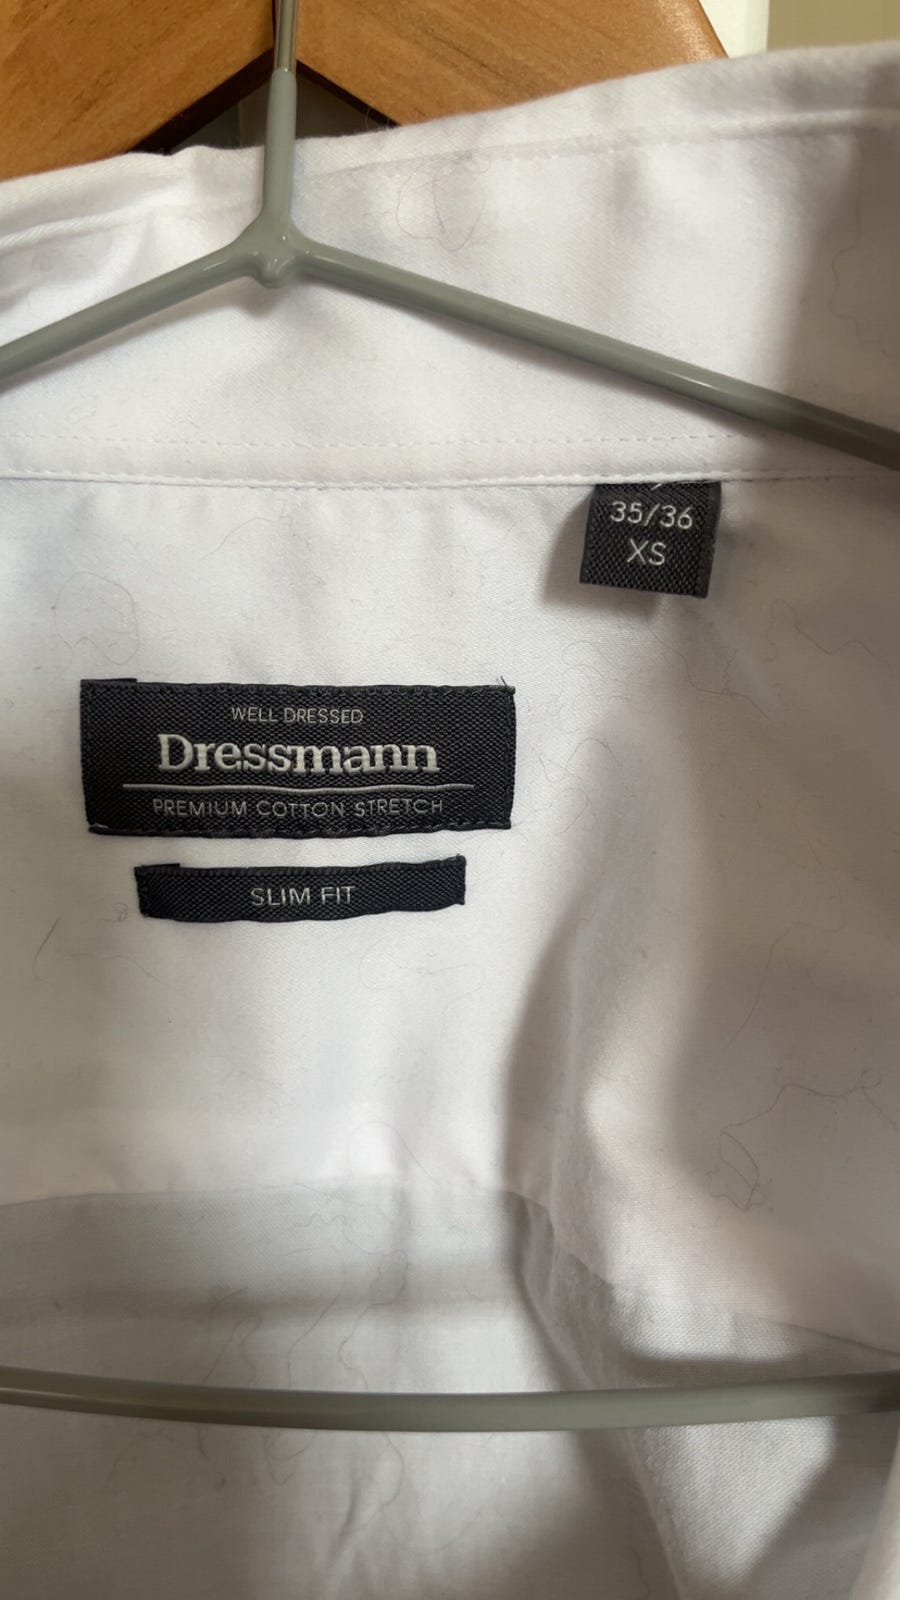 35/36
XS
WELL DRESSED
Dressmann
PREMIUM COTTON STRETCH
SLIM FIT